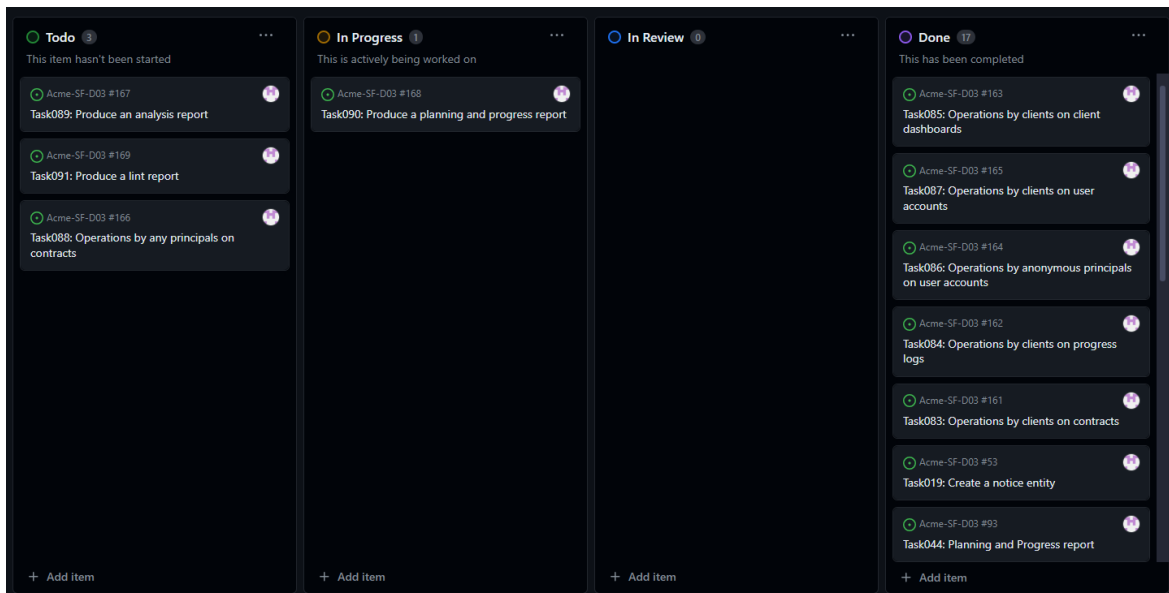 Todo 3
This item hasn't been started
Acme-SF-D03 #167
Task089: Produce an analysis report
Acme-SF-D03 #169
Task091: Produce a lint report
Acme-SF-D03 #166
Task088: Operations by any principals on
contracts
+ Add item
In Progress 1
This is actively being worked on
Acme-SF-D03 #168
Task090: Produce a planning and progress report
+ Add item
In Review 0
+ Add item
Done 17
This has been completed
Acme-SF-D03 #163
Task085: Operations by clients on client
dashboards
Acme-SF-D03 #165
Task087: Operations by clients on user
accounts
Acme-SF-D03 #164
Task086: Operations by anonymous principals
on user accounts
Acme-SF-D03 #162
Task084: Operations by clients on progress
logs
Acme-SF-D03 #161
Task083: Operations by clients on contracts
Acme-SF-D03 #53
Task019: Create a notice entity
Acme-SF-D03 #93
Task044: Planning and Progress report
+ Add item